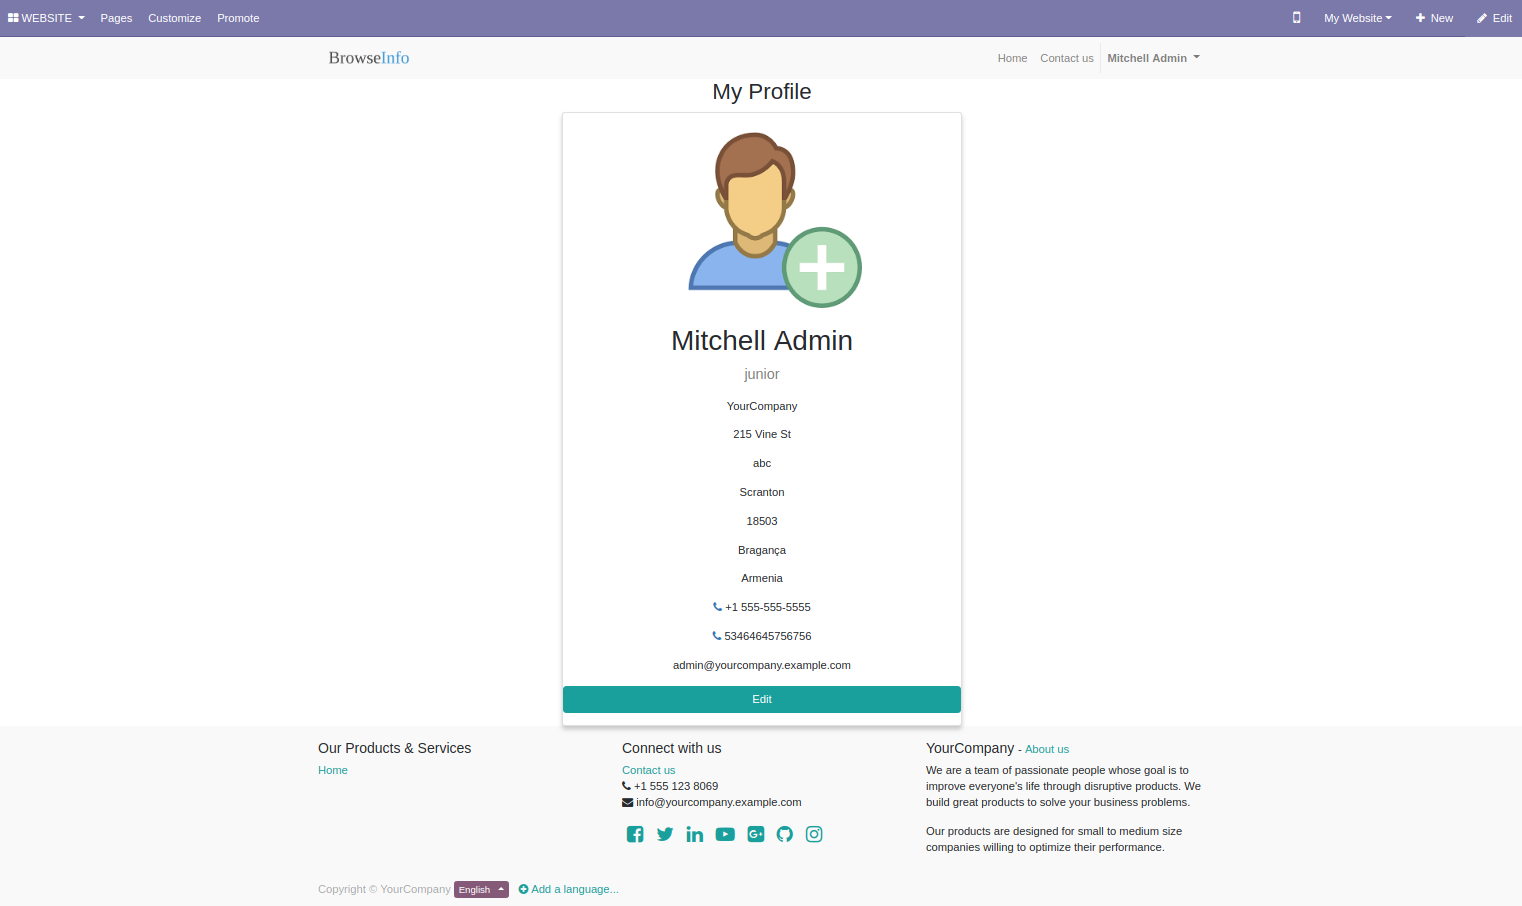 WEBSITE Pages Customize Promote My Website New Edit
BrowseInfo Home Contact us Mitchell Admin
My Profile
Mitchell Admin
junior
YourCompany
215 Vine St
abc
Scranton
18503
Bragança
Armenia
+1 555-555-5555
53464645756756
admin@yourcompany.example.com
Edit
Our Products & Services
Home
Connect with us
Contact us
+1 555 123 8069
info@yourcompany.example.com
YourCompany - About us
We are a team of passionate people whose goal is to
improve everyone's life through disruptive products. We
build great products to solve your business problems.
Our products are designed for small to medium size
companies willing to optimize their performance.
Copyright © YourCompany English Add a language...